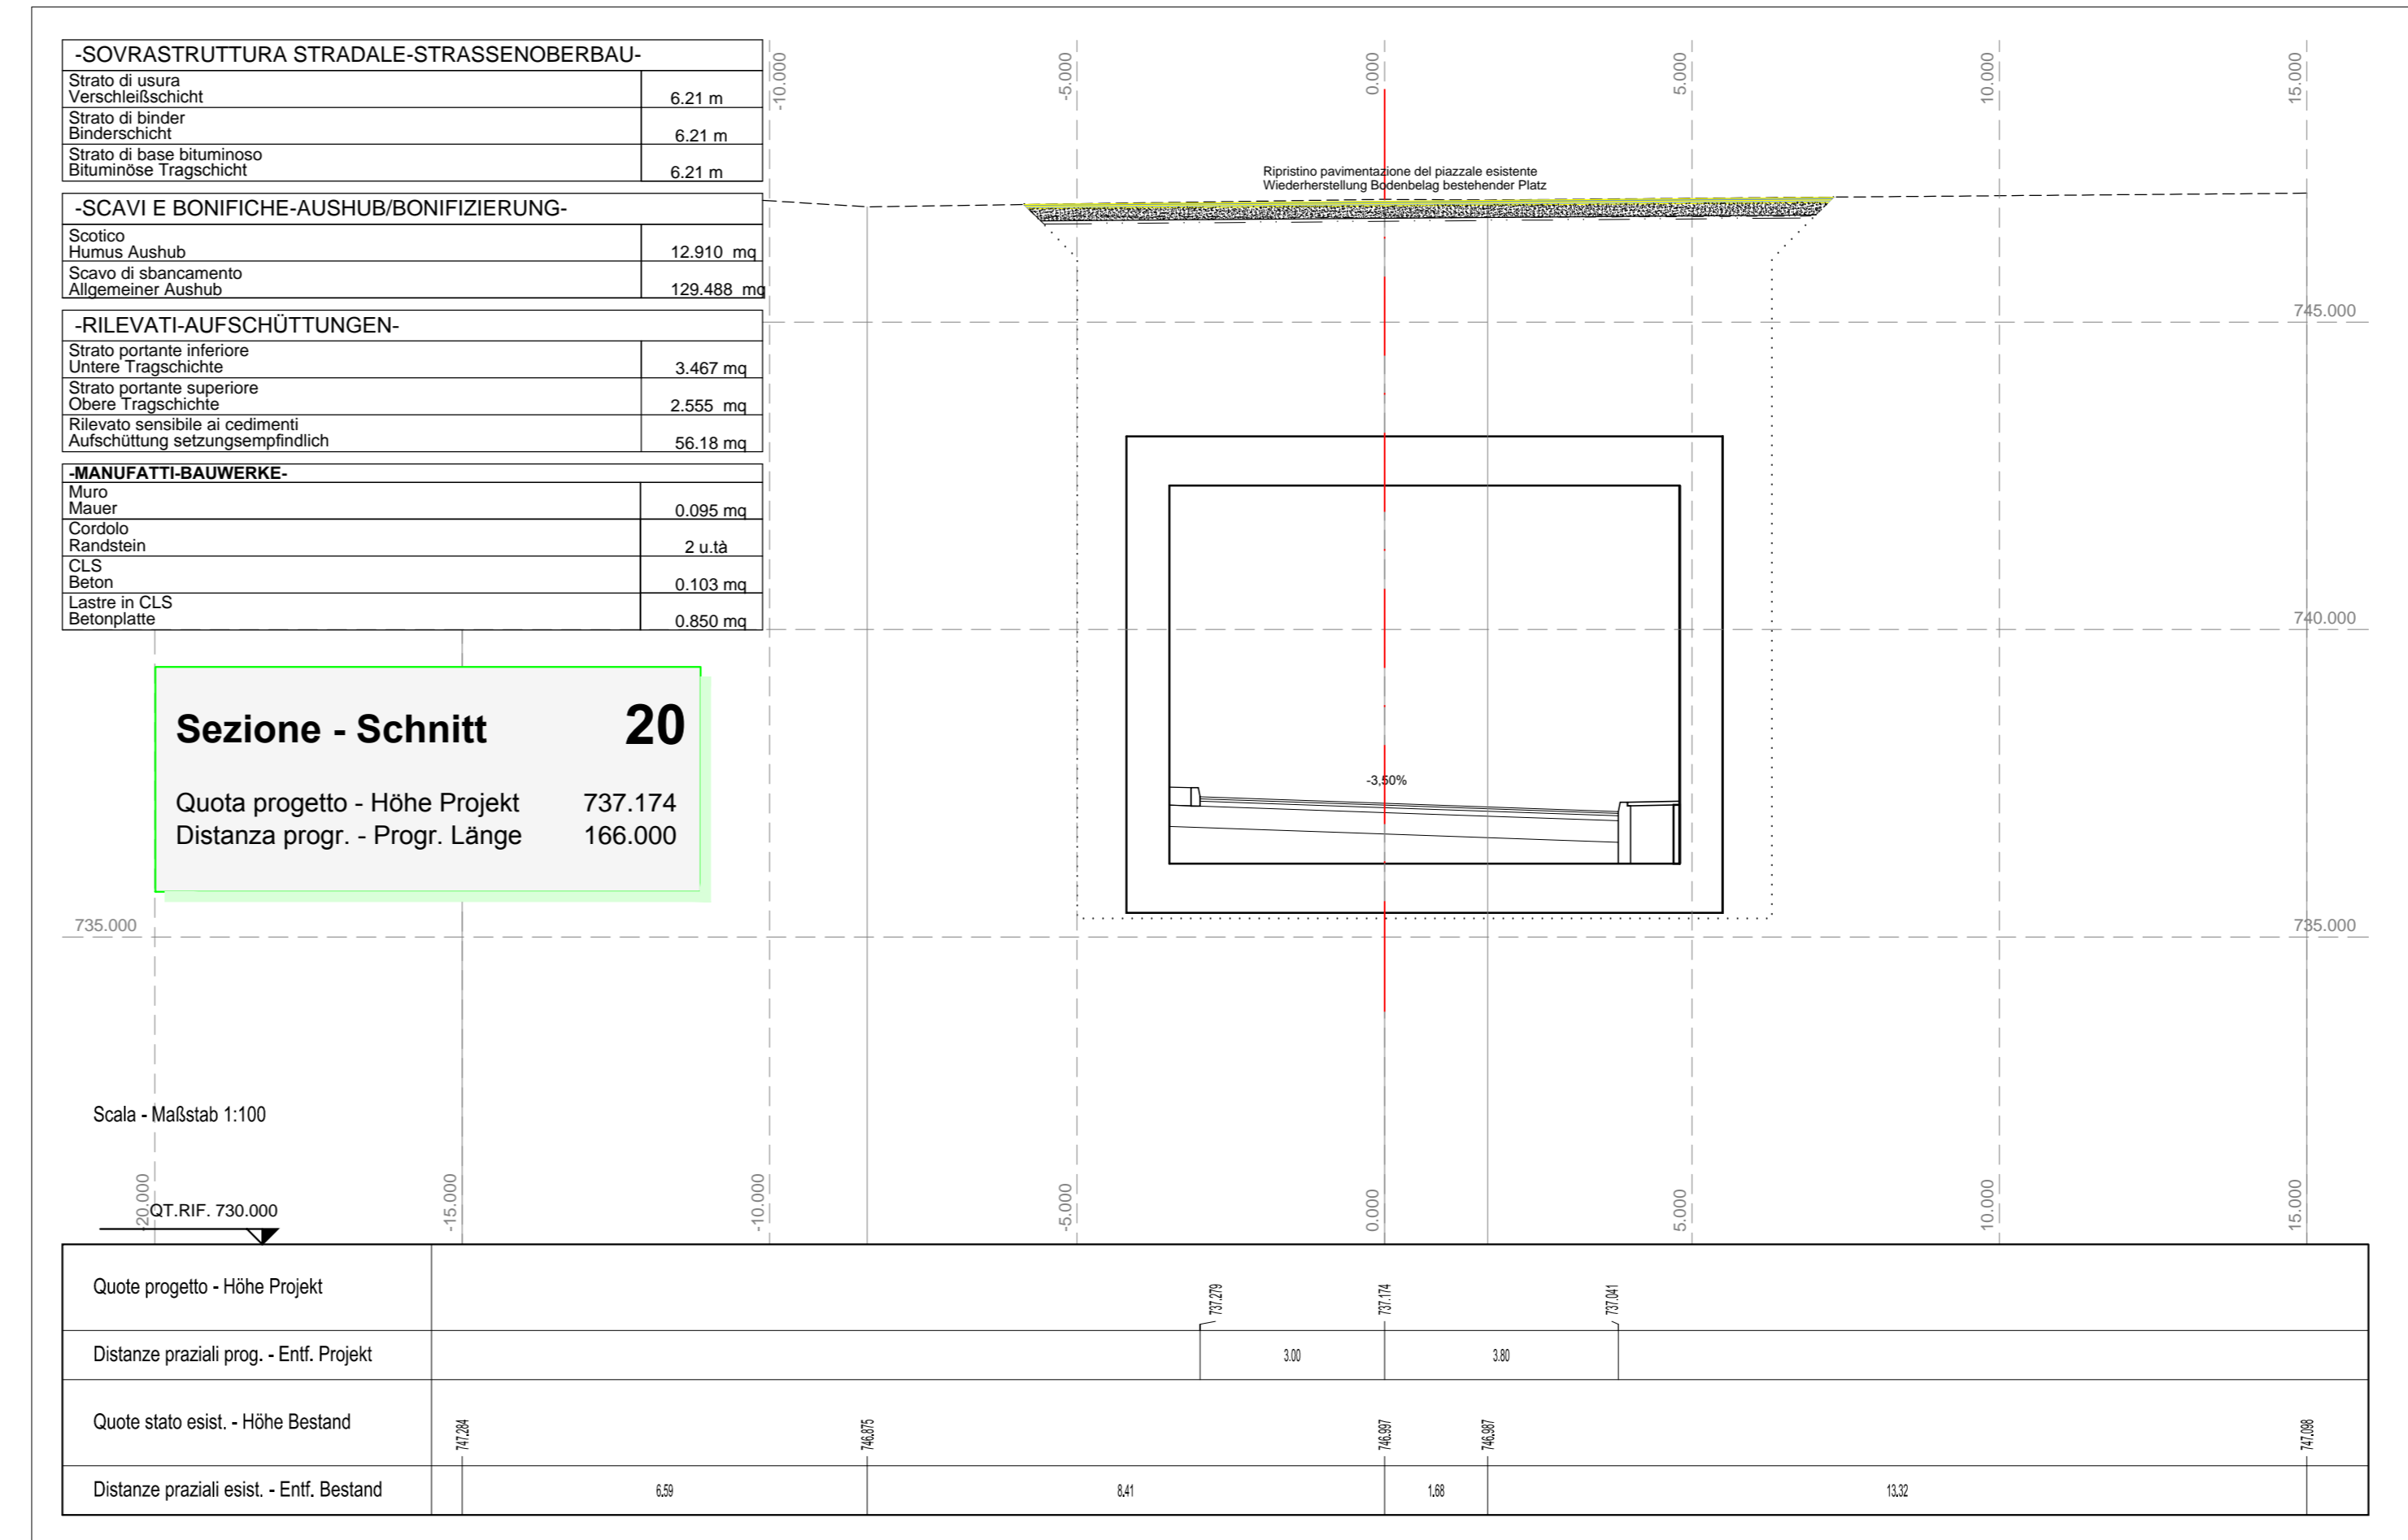 -SOVRASTRUTTURA STRADALE-STRASSENOBERBAU-
Strato di usura
Verschleißschicht 6.21 m
Strato di binder
Binderschicht 6.21 m
Strato di base bituminoso
Bituminöse Tragschicht 6.21 m
-SCAVI E BONIFICHE-AUSHUB/BONIFIZIERUNG-
Scotico
Humus Aushub 12.910 mq
Scavo di sbancamento
Allgemeiner Aushub 129.488 mq
-RILEVATI-AUFSCHÜTTUNGEN-
Strato portante inferiore
Untere Tragschichte 3.467 mq
Strato portante superiore
Obere Tragschichte 2.555 mq
Rilevato sensibile ai cedimenti
Aufschüttung setzungsempfindlich 56.18 mq
-MANUFATTI-BAUWERKE-
Muro
Mauer 0.095 mq
Cordolo
Randstein 2 u.tà
CLS
Beton 0.103 mq
Lastre in CLS
Betonplatte 0.850 mq
-10.000 -5.000 0.000 5.000 10.000 15.000
Ripristino pavimentazione del piazzale esistente
Wiederherstellung Bodenbelag bestehender Platz
745.000
740.000
Sezione - Schnitt 20
Quota progetto - Höhe Projekt 737.174
Distanza progr. - Progr. Länge 166.000
-3,50%
735.000 735.000
Scala - Maßstab 1:100
-20.000 -15.000 -10.000 -5.000 0.000 5.000 10.000 15.000
QT.RIF. 730.000
Quote progetto - Höhe Projekt 737.279 737.174 737.041
Distanze praziali prog. - Entf. Projekt 3.00 3.80
Quote stato esist. - Höhe Bestand 747.284 746.875 746.997 746.987 747.098
Distanze praziali esist. - Entf. Bestand 6.59 8.41 1.68 13.32